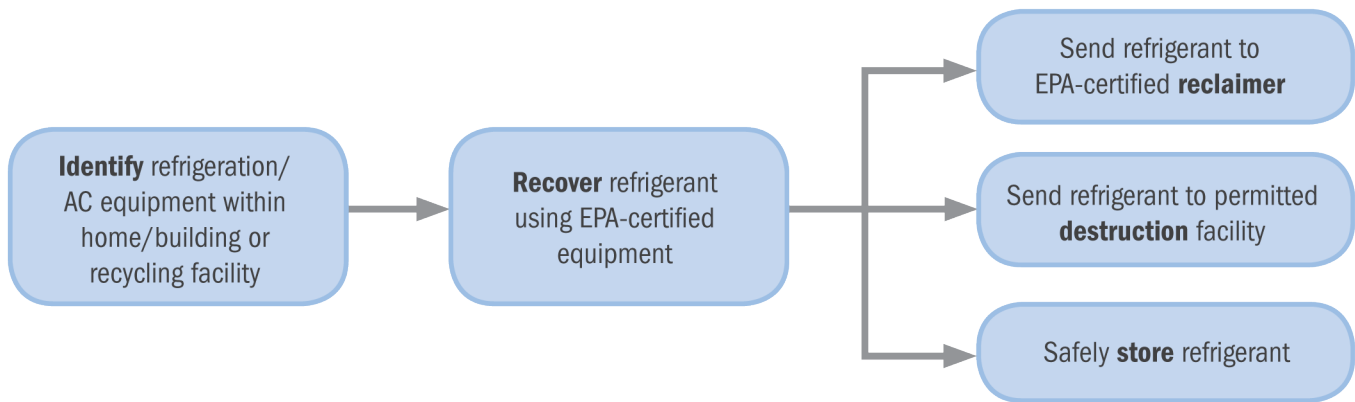 Identify refrigeration/
AC equipment within
home/building or
recycling facility
Recover refrigerant
using EPA-certified
equipment
Send refrigerant to
EPA-certified reclaimer
Send refrigerant to permitted
destruction facility
Safely store refrigerant